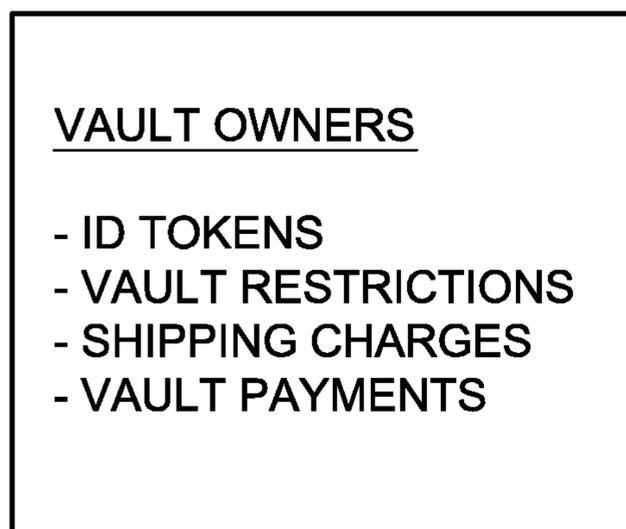 VAULT OWNERS
- ID TOKENS
- VAULT RESTRICTIONS
- SHIPPING CHARGES
- VAULT PAYMENTS